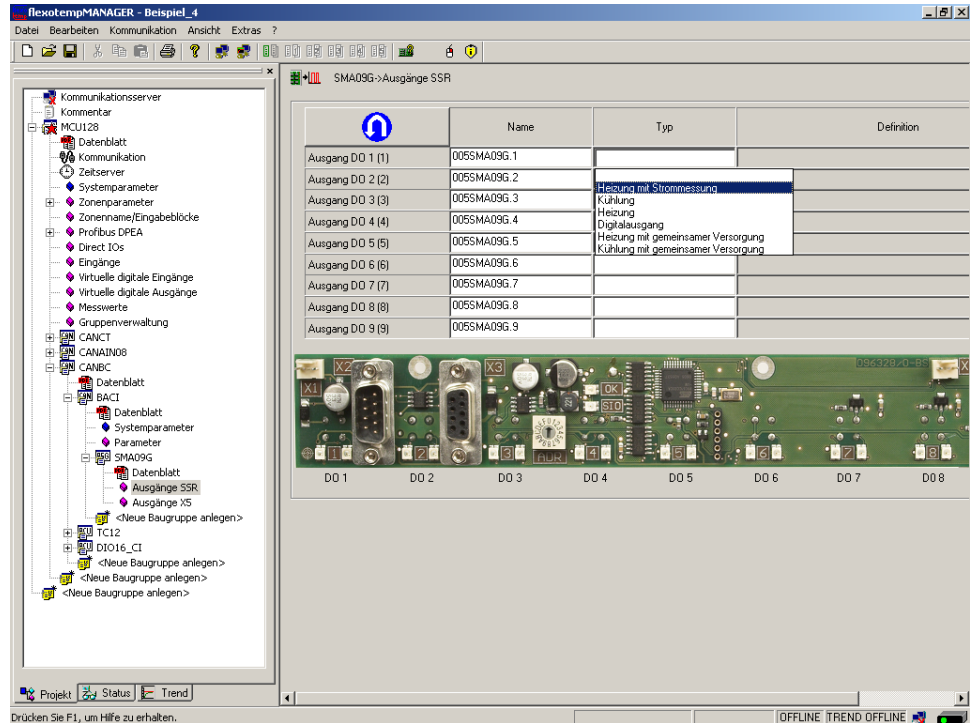 flexotempMANAGER - Beispiel_4
Datei Bearbeiten Kommunikation Ansicht Extras ?
Kommunikationsserver
Kommentar
MCU128
Datenblatt
Kommunikation
Zeitserver
Systemparameter
Zonenparameter
Zonenname/Eingabeblöcke
Profibus DPEA
Direct IOs
Eingänge
Virtuelle digitale Eingänge
Virtuelle digitale Ausgänge
Messwerte
Gruppenverwaltung
CANCT
CANAIN08
CANBC
Datenblatt
BACI
Datenblatt
Systemparameter
Parameter
SMA09G
Datenblatt
Ausgänge SSR
Ausgänge X5
<Neue Baugruppe anlegen>
TC12
DIO16_CI
<Neue Baugruppe anlegen>
<Neue Baugruppe anlegen>
<Neue Baugruppe anlegen>
Projekt Status Trend
SMA09G->Ausgänge SSR
Name Typ Definition
Ausgang DO 1 (1) 005SMA09G.1
Ausgang DO 2 (2) 005SMA09G.2
Ausgang DO 3 (3) 005SMA09G.3
Ausgang DO 4 (4) 005SMA09G.4
Ausgang DO 5 (5) 005SMA09G.5
Ausgang DO 6 (6) 005SMA09G.6
Ausgang DO 7 (7) 005SMA09G.7
Ausgang DO 8 (8) 005SMA09G.8
Ausgang DO 9 (9) 005SMA09G.9
Heizung mit Strommessung
Kühlung
Heizung
Digitalausgang
Heizung mit gemeinsamer Versorgung
Kühlung mit gemeinsamer Versorgung
X2 X3 X
X1 OK
SIO
1 2 3 ADR 4 5 6 7 8
DO 1 DO 2 DO 3 DO 4 DO 5 DO 6 DO 7 DO 8
Drücken Sie F1, um Hilfe zu erhalten. OFFLINE TREND OFFLINE